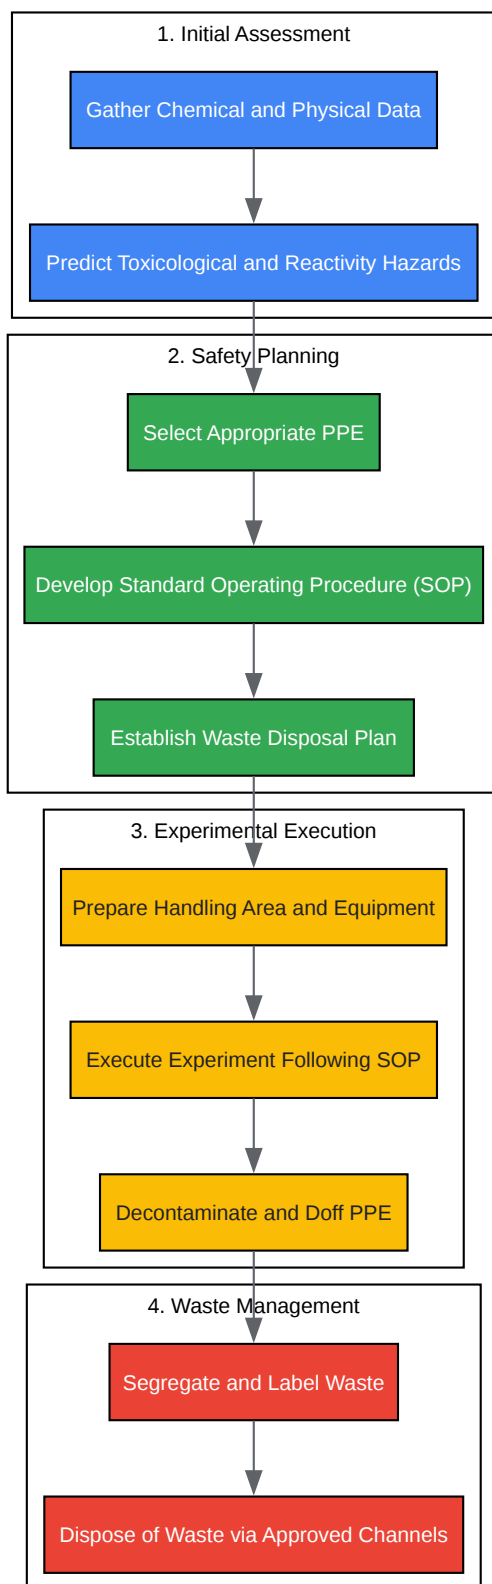 1. Initial Assessment
Gather Chemical and Physical Data
Predict Toxicological and Reactivity Hazards
2. Safety Planning
Select Appropriate PPE
Develop Standard Operating Procedure (SOP)
Establish Waste Disposal Plan
3. Experimental Execution
Prepare Handling Area and Equipment
Execute Experiment Following SOP
Decontaminate and Doff PPE
4. Waste Management
Segregate and Label Waste
Dispose of Waste via Approved Channels